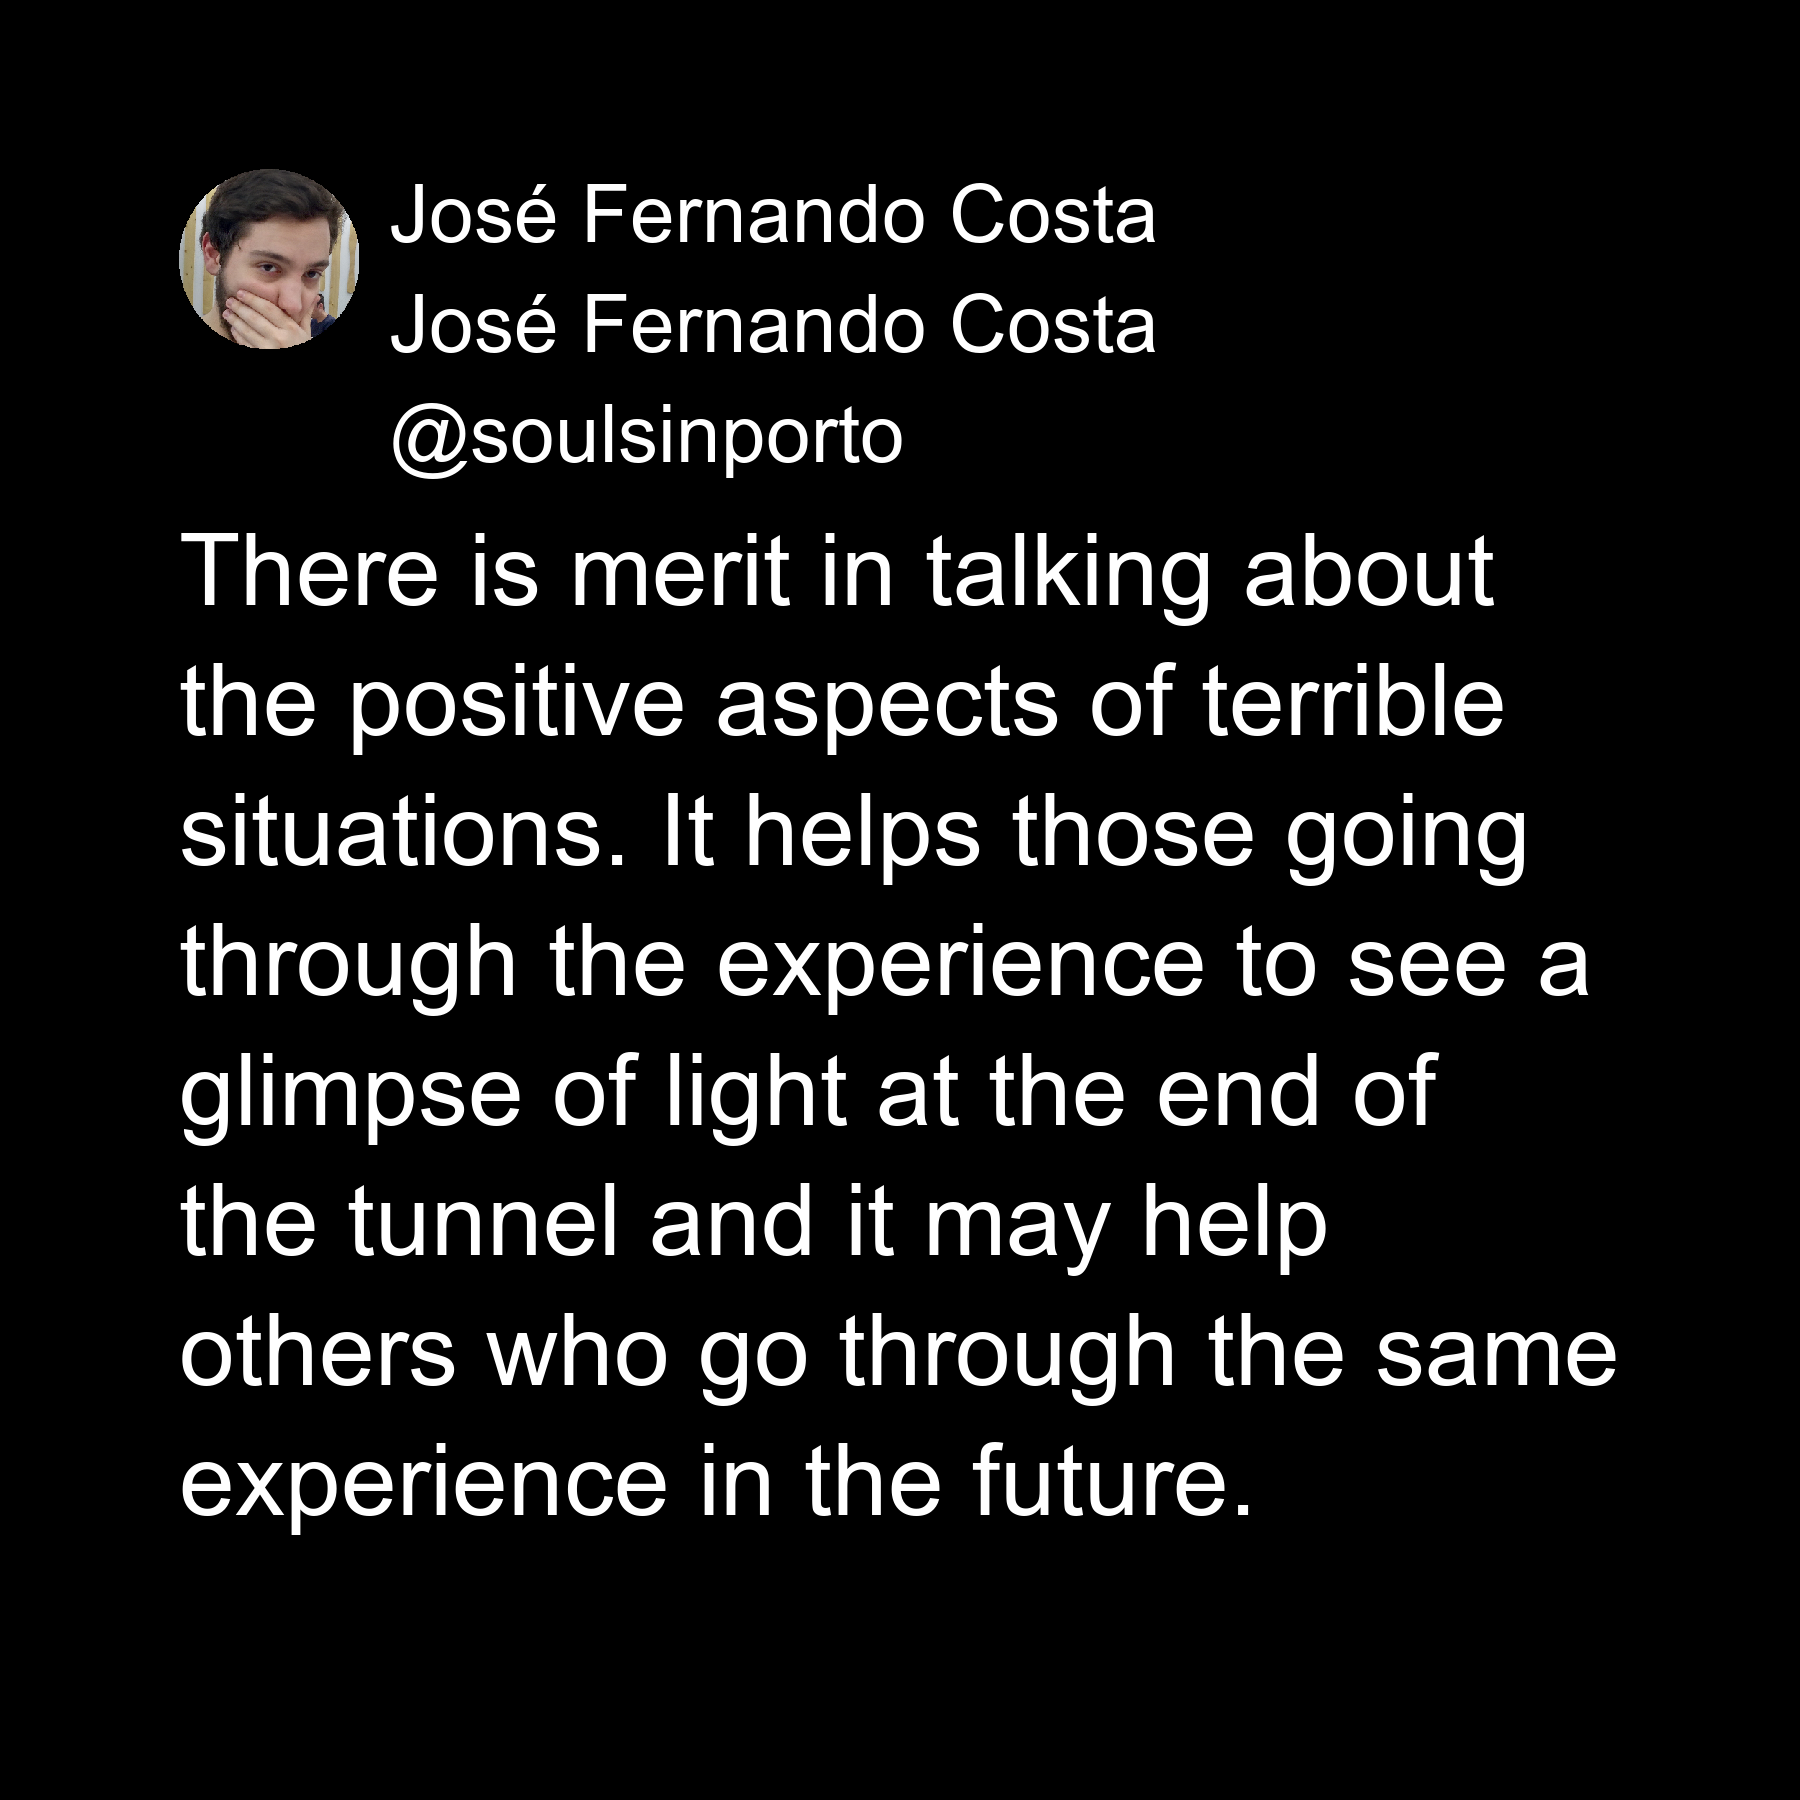 José Fernando Costa
José Fernando Costa
@soulsinporto
There is merit in talking about
the positive aspects of terrible
situations. It helps those going
through the experience to see a
glimpse of light at the end of
the tunnel and it may help
others who go through the same
experience in the future.